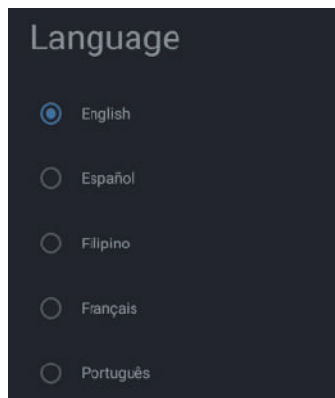 Language
English
Español
Filipino
Français
Português